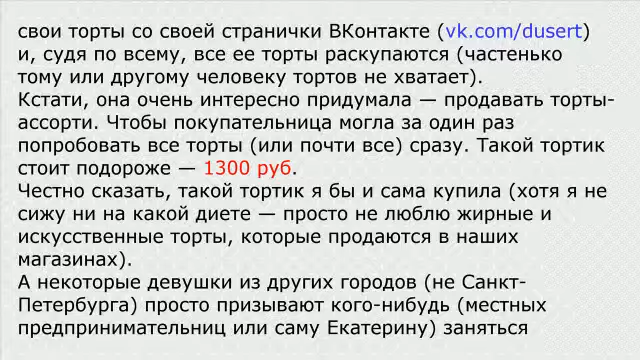 свои торты со своей странички ВКонтакте (vk.com/dusert)
и, судя по всему, все ее торты раскупаются (частенько
тому или другому человеку тортов не хватает).
Кстати, она очень интересно придумала — продавать торты-
ассорти. Чтобы покупательница могла за один раз
попробовать все торты (или почти все) сразу. Такой тортик
стоит подороже — 1300 руб.
Честно сказать, такой тортик я бы и сама купила (хотя я не
сижу ни на какой диете — просто не люблю жирные и
искусственные торты, которые продаются в наших
магазинах).
А некоторые девушки из других городов (не Санкт-
Петербурга) просто призывают кого-нибудь (местных
предпринимательниц или саму Екатерину) заняться